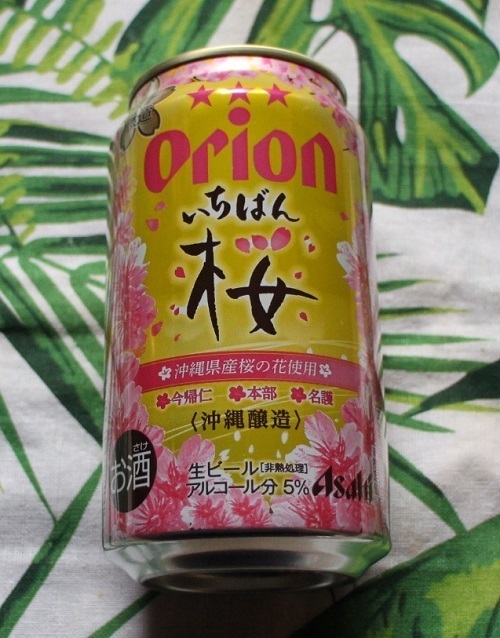 Orion
いちばん
桜
沖縄県産桜の花使用
今帰仁 本部 名護
〈沖縄醸造〉
さけ
お酒
生ビール[非熱処理]
アルコール分5%
Asahi